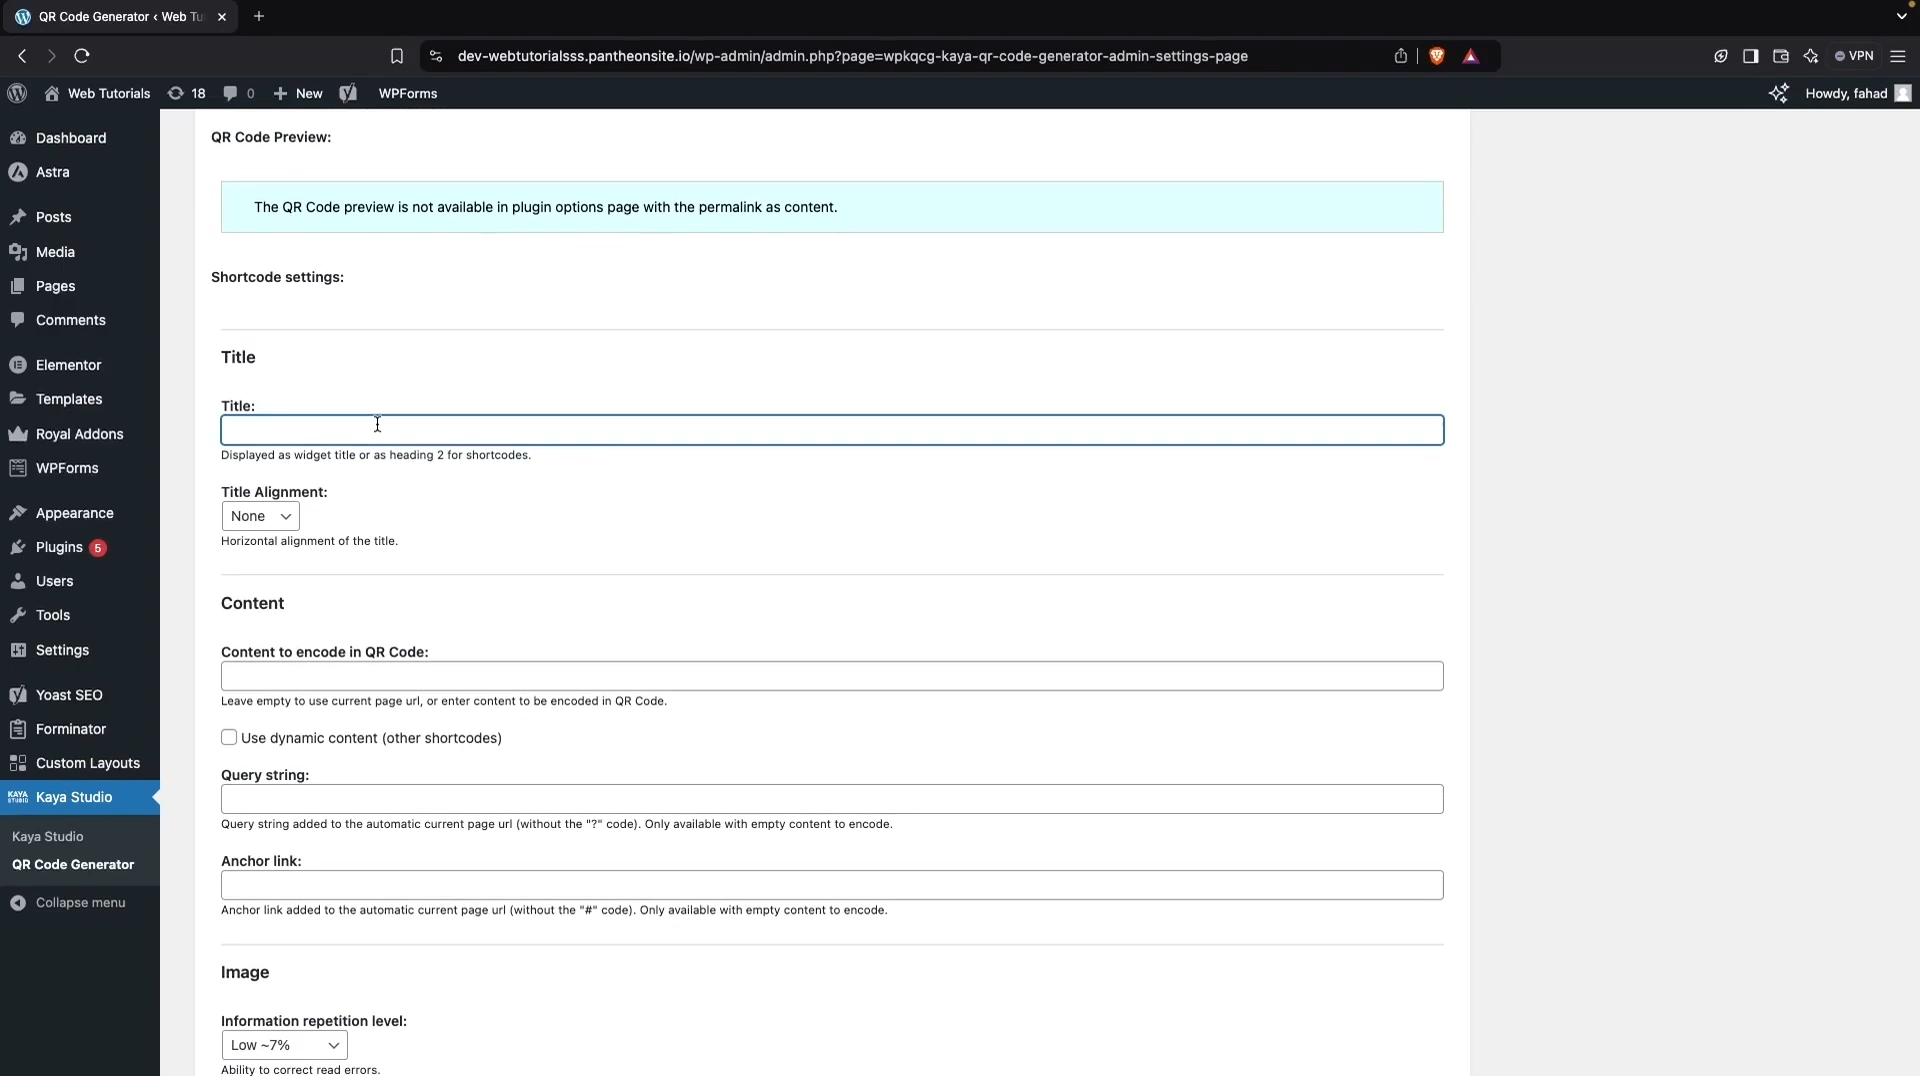 QR Code Generator ‹ Web Tu
dev-webtutorialsss.pantheonsite.io/wp-admin/admin.php?page=wpkqcg-kaya-qr-code-generator-admin-settings-page
VPN
Web Tutorials
18
0
New
WPForms
Howdy, fahad
Dashboard
Astra
Posts
Media
Pages
Comments
Elementor
Templates
Royal Addons
WPForms
Appearance
Plugins 5
Users
Tools
Settings
Yoast SEO
Forminator
Custom Layouts
KAYA STUDIO Kaya Studio
Kaya Studio
QR Code Generator
Collapse menu
QR Code Preview:
The QR Code preview is not available in plugin options page with the permalink as content.
Shortcode settings:
Title
Title:
Displayed as widget title or as heading 2 for shortcodes.
Title Alignment:
None
Horizontal alignment of the title.
Content
Content to encode in QR Code:
Leave empty to use current page url, or enter content to be encoded in QR Code.
Use dynamic content (other shortcodes)
Query string:
Query string added to the automatic current page url (without the "?" code). Only available with empty content to encode.
Anchor link:
Anchor link added to the automatic current page url (without the "#" code). Only available with empty content to encode.
Image
Information repetition level:
Low ~7%
Ability to correct read errors.